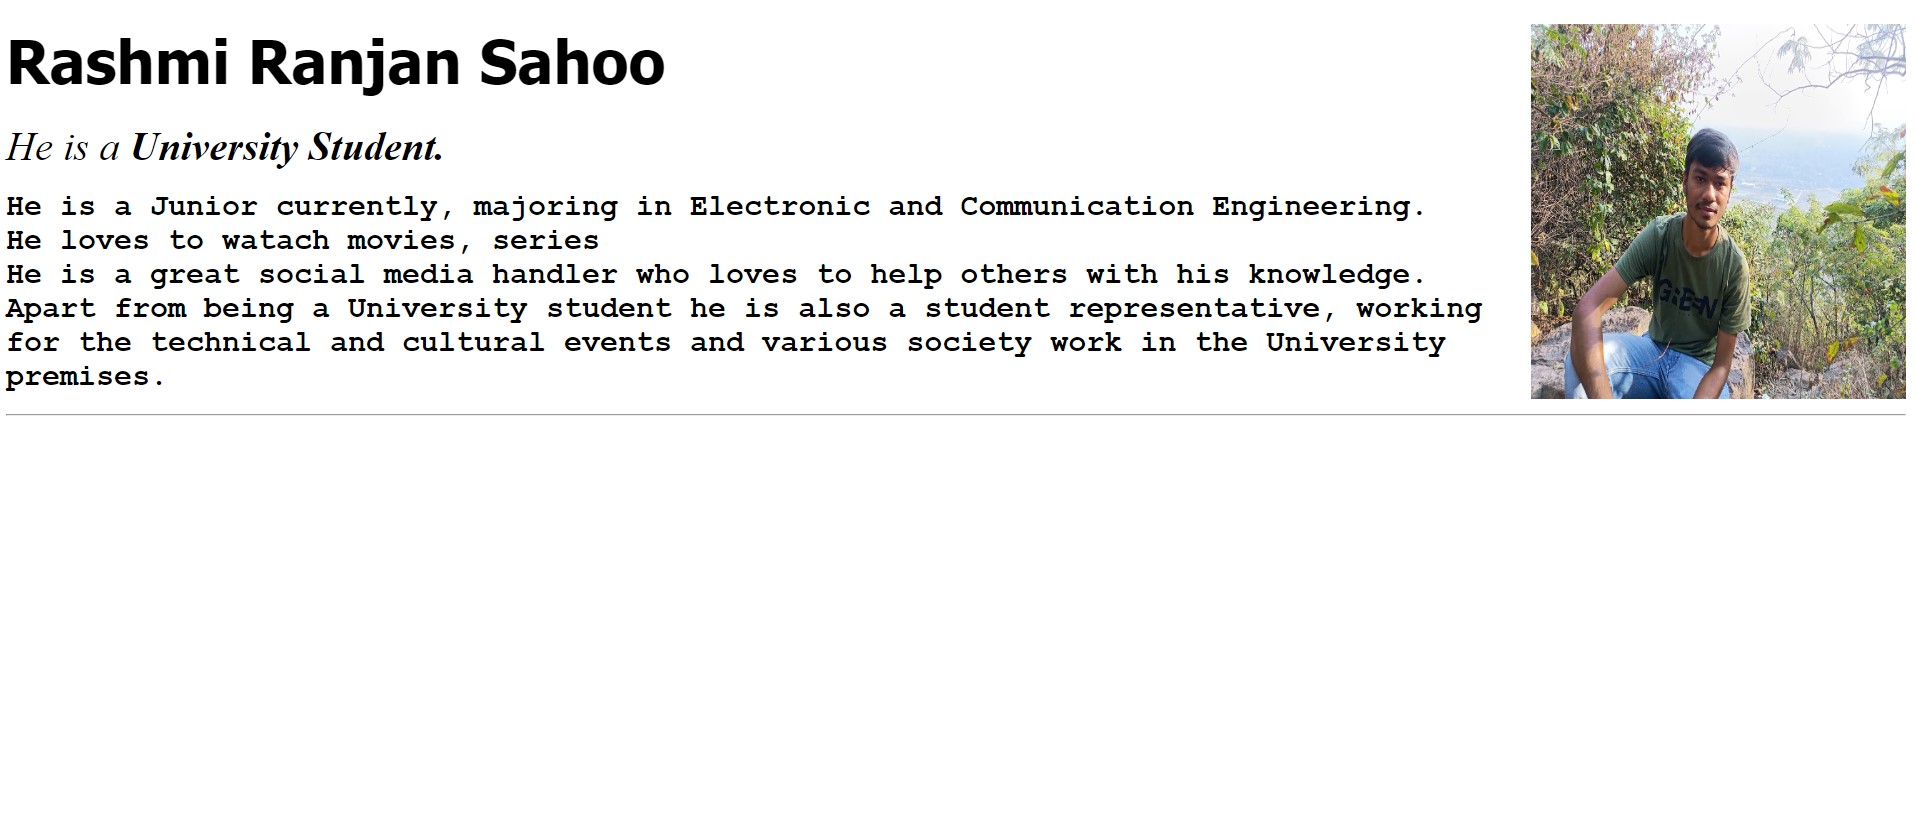 Rashmi Ranjan Sahoo
He is a University Student.
He is a Junior currently, majoring in Electronic and Communication Engineering.
He loves to watach movies, series
He is a great social media handler who loves to help others with his knowledge.
Apart from being a University student he is also a student representative, working
for the technical and cultural events and various society work in the University
premises.
GREEN